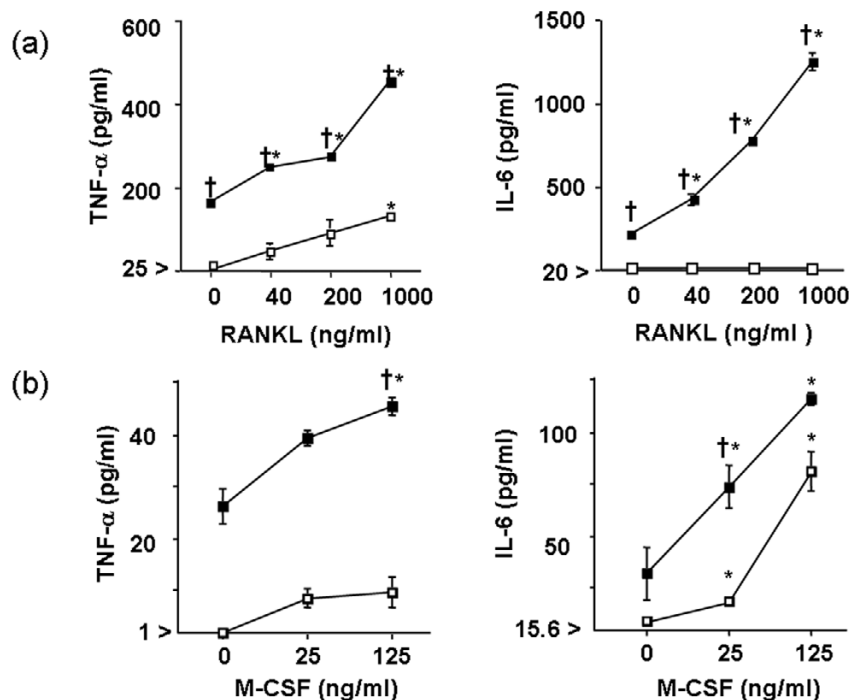 (a)
TNF-α (pg/ml)
600
400
200
25 >
†
†*
†*
†*
*
0 40 200 1000
RANKL (ng/ml)
IL-6 (pg/ml)
1500
1000
500
20 >
†
†*
†*
†*
0 40 200 1000
RANKL (ng/ml )
(b)
TNF-α (pg/ml)
40
20
1 >
†*
0 25 125
M-CSF (ng/ml)
IL-6 (pg/ml)
100
50
15.6 >
†*
*
*
*
0 25 125
M-CSF (ng/ml)